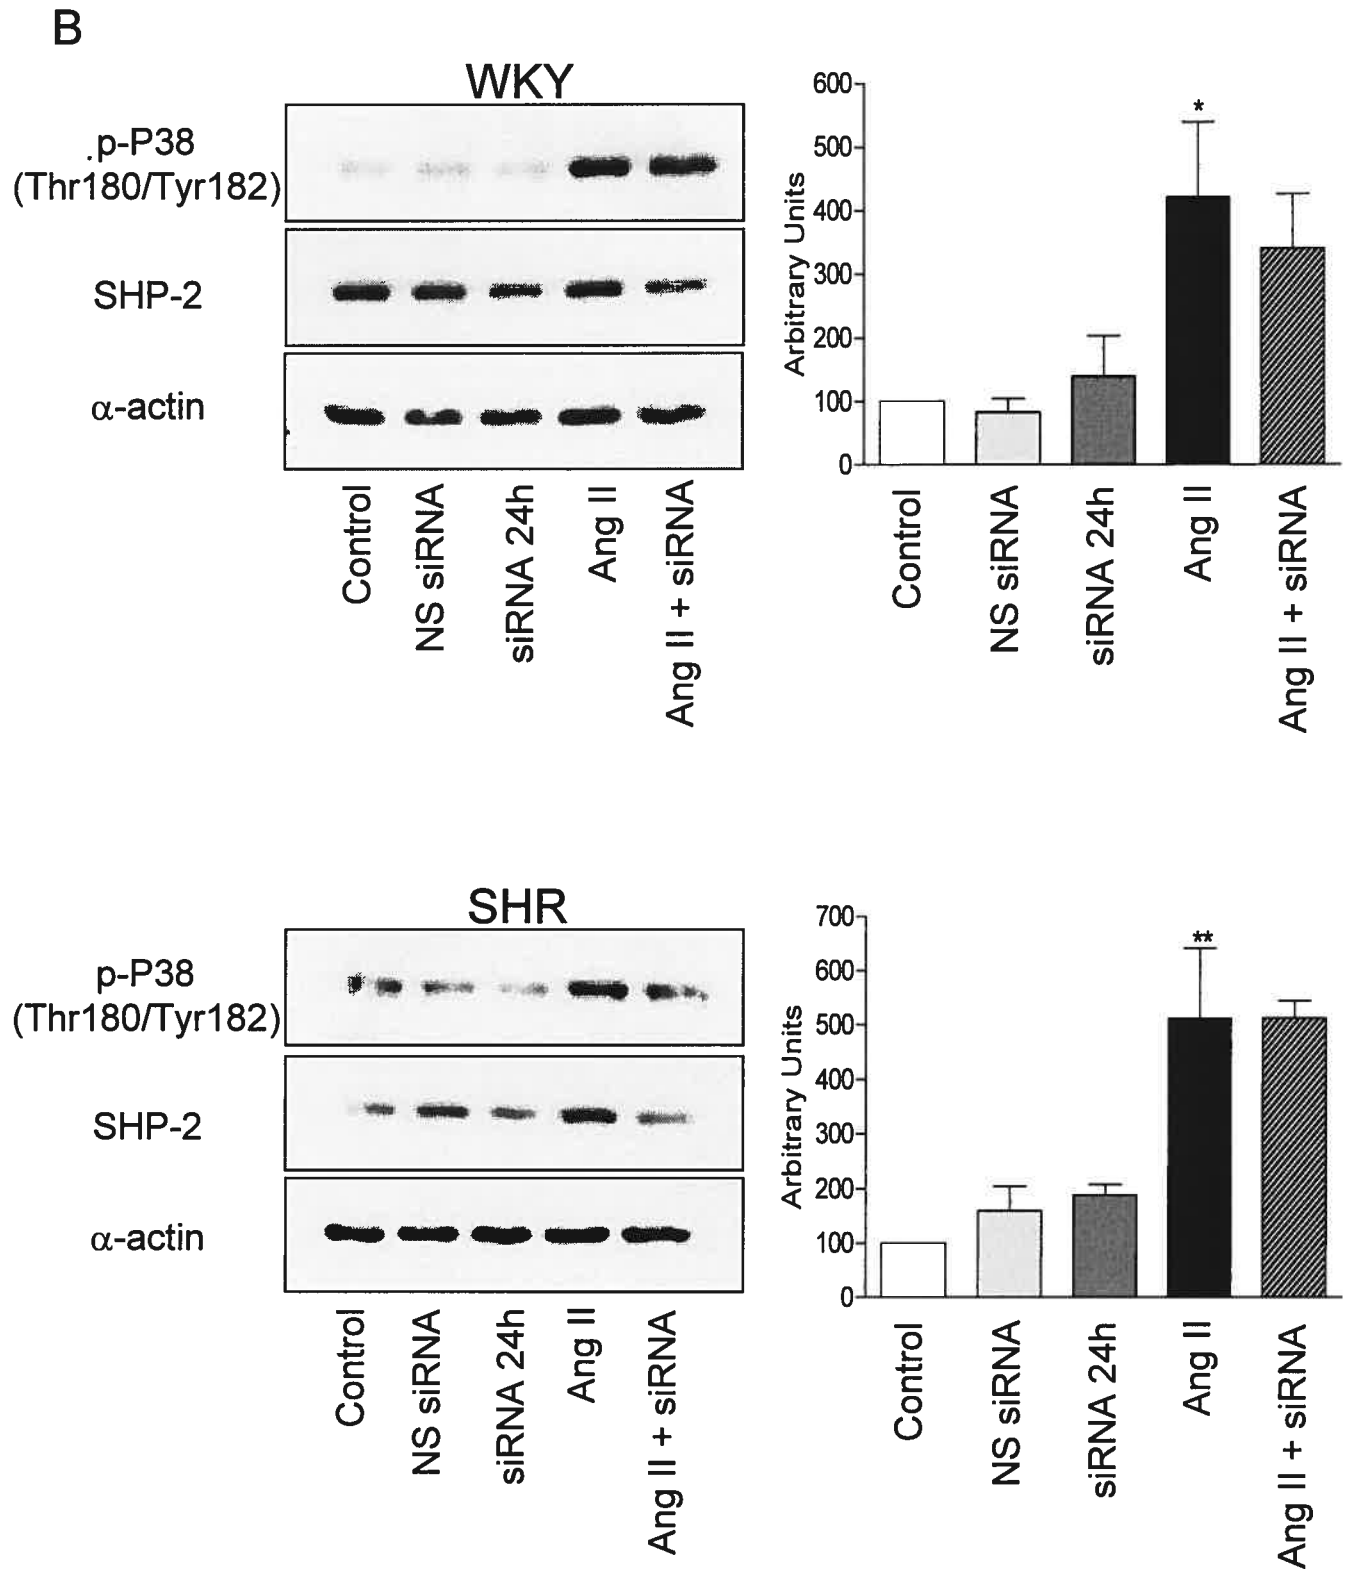 B
WKY
.p-P38
(Thr180/Tyr182)
SHP-2
α-actin
Control
NS siRNA
siRNA 24h
Ang II
Ang II + siRNA
600
500
400
300
200
100
0
Arbitrary Units
*
Control
NS siRNA
siRNA 24h
Ang II
Ang II + siRNA
SHR
p-P38
(Thr180/Tyr182)
SHP-2
α-actin
Control
NS siRNA
siRNA 24h
Ang II
Ang II + siRNA
700
600
500
400
300
200
100
0
Arbitrary Units
**
Control
NS siRNA
siRNA 24h
Ang II
Ang II + siRNA